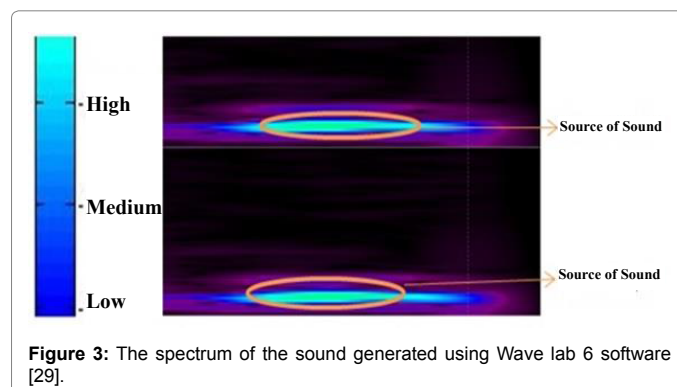 High
Medium
Low
Source of Sound
Source of Sound
Figure 3: The spectrum of the sound generated using Wave lab 6 software
[29].